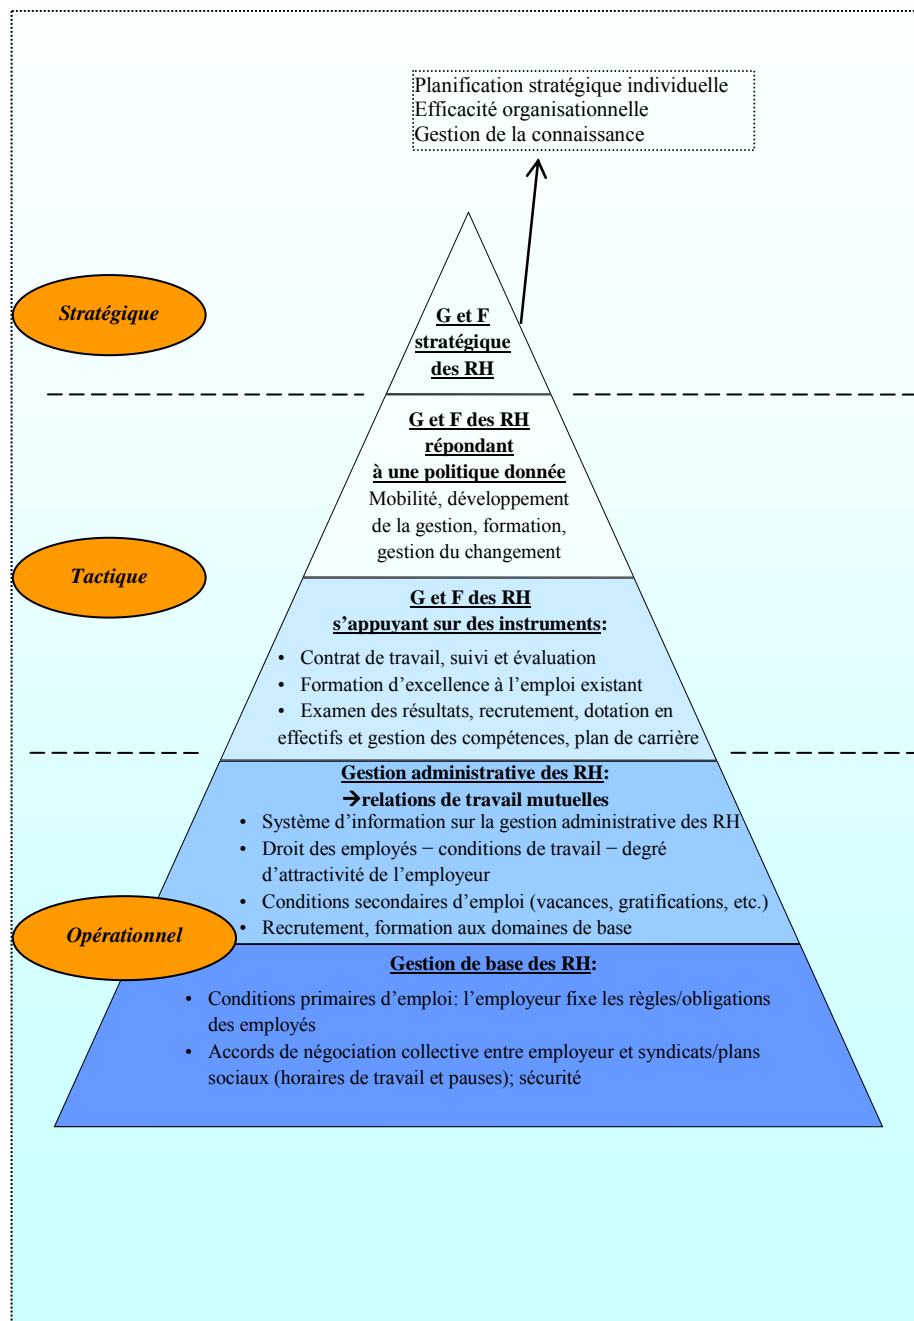 Planification stratégique individuelle
Efficacité organisationnelle
Gestion de la connaissance
Stratégique
G et F
stratégique
des RH
G et F des RH
répondant
à une politique donnée
Mobilité, développement
de la gestion, formation,
gestion du changement
Tactique
G et F des RH
s’appuyant sur des instruments:
• Contrat de travail, suivi et évaluation
• Formation d’excellence à l’emploi existant
• Examen des résultats, recrutement, dotation en
effectifs et gestion des compétences, plan de carrière
Gestion administrative des RH:
→relations de travail mutuelles
• Système d’information sur la gestion administrative des RH
• Droit des employés − conditions de travail − degré
d’attractivité de l’employeur
• Conditions secondaires d’emploi (vacances, gratifications, etc.)
• Recrutement, formation aux domaines de base
Opérationnel
Gestion de base des RH:
• Conditions primaires d’emploi: l’employeur fixe les règles/obligations
des employés
• Accords de négociation collective entre employeur et syndicats/plans
sociaux (horaires de travail et pauses); sécurité